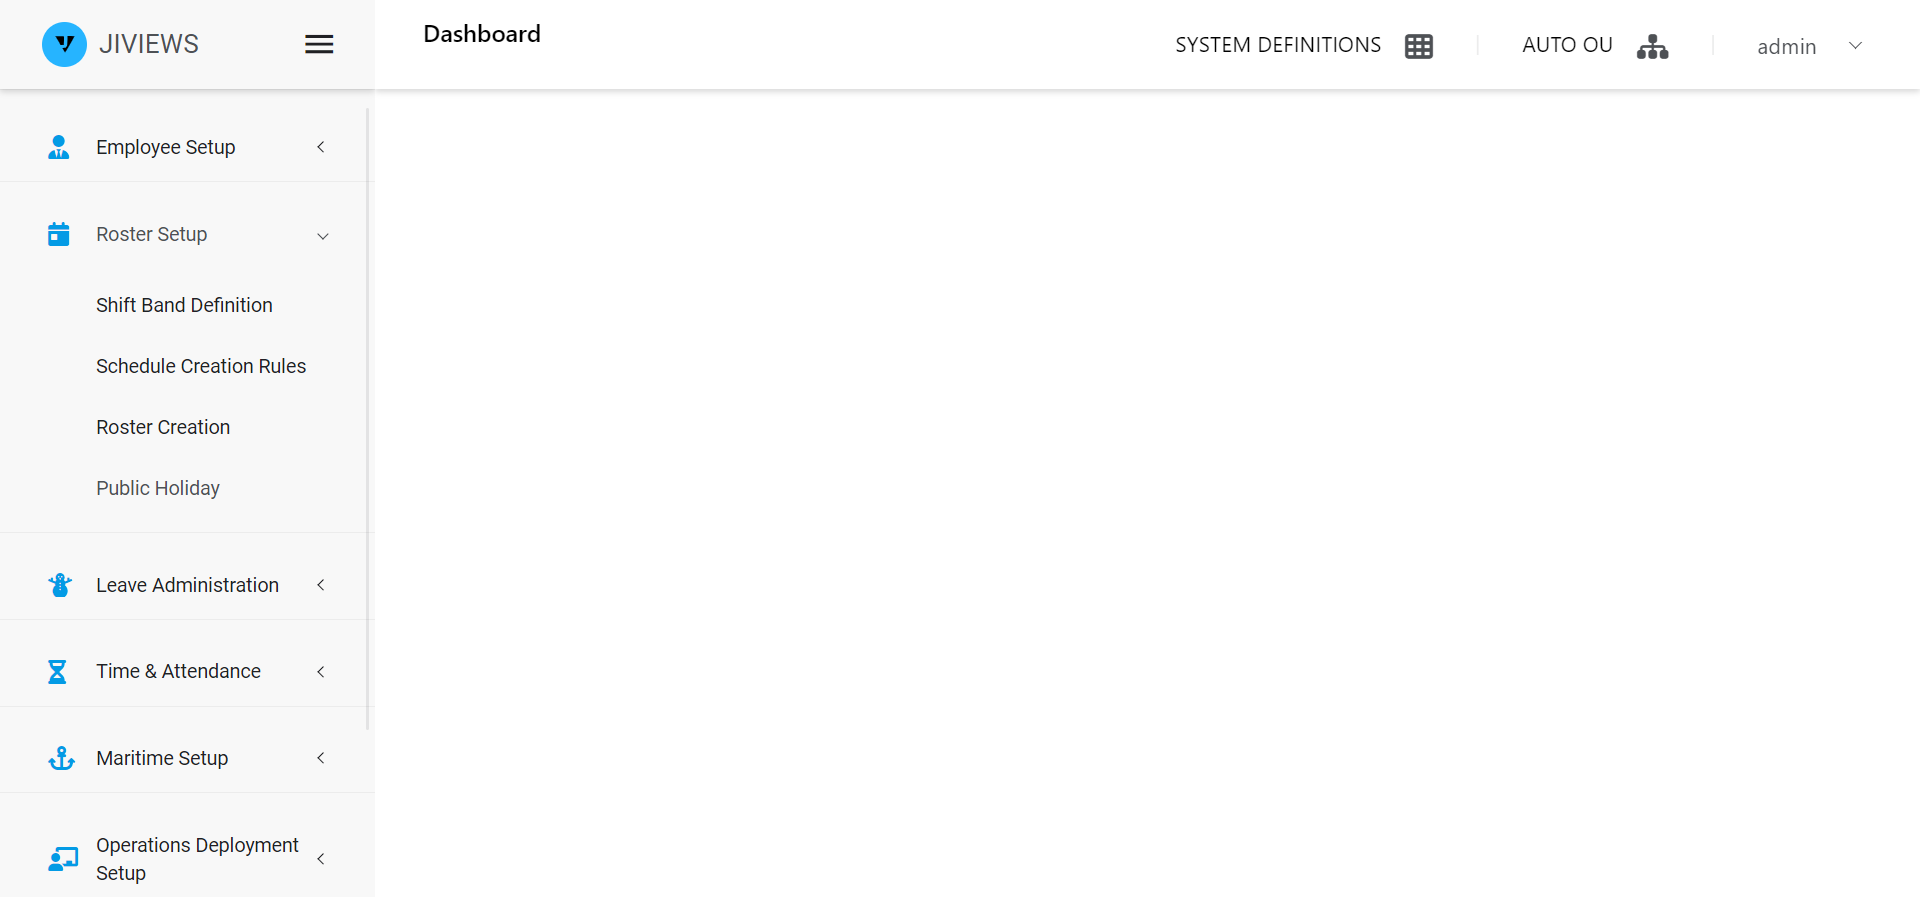 JIVIEWS
Dashboard
SYSTEM DEFINITIONS
AUTO OU
admin
Employee Setup
Roster Setup
Shift Band Definition
Schedule Creation Rules
Roster Creation
Public Holiday
Leave Administration
Time & Attendance
Maritime Setup
Operations Deployment
Setup